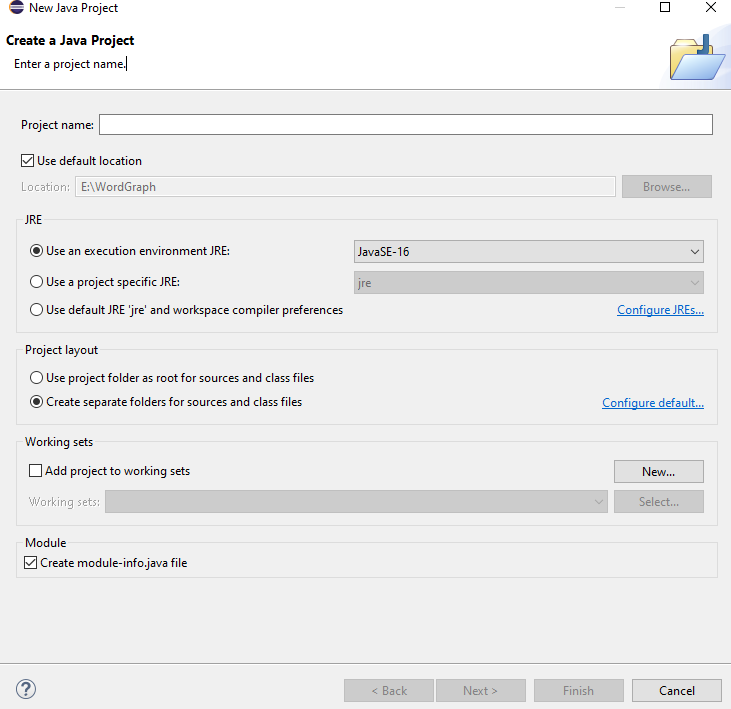 New Java Project
Create a Java Project
Enter a project name.
Project name:
Use default location
Location: E:\WordGraph Browse...
JRE
Use an execution environment JRE: JavaSE-16
Use a project specific JRE: jre
Use default JRE 'jre' and workspace compiler preferences Configure JREs...
Project layout
Use project folder as root for sources and class files
Create separate folders for sources and class files Configure default...
Working sets
Add project to working sets New...
Working sets: Select...
Module
Create module-info.java file
? < Back Next > Finish Cancel